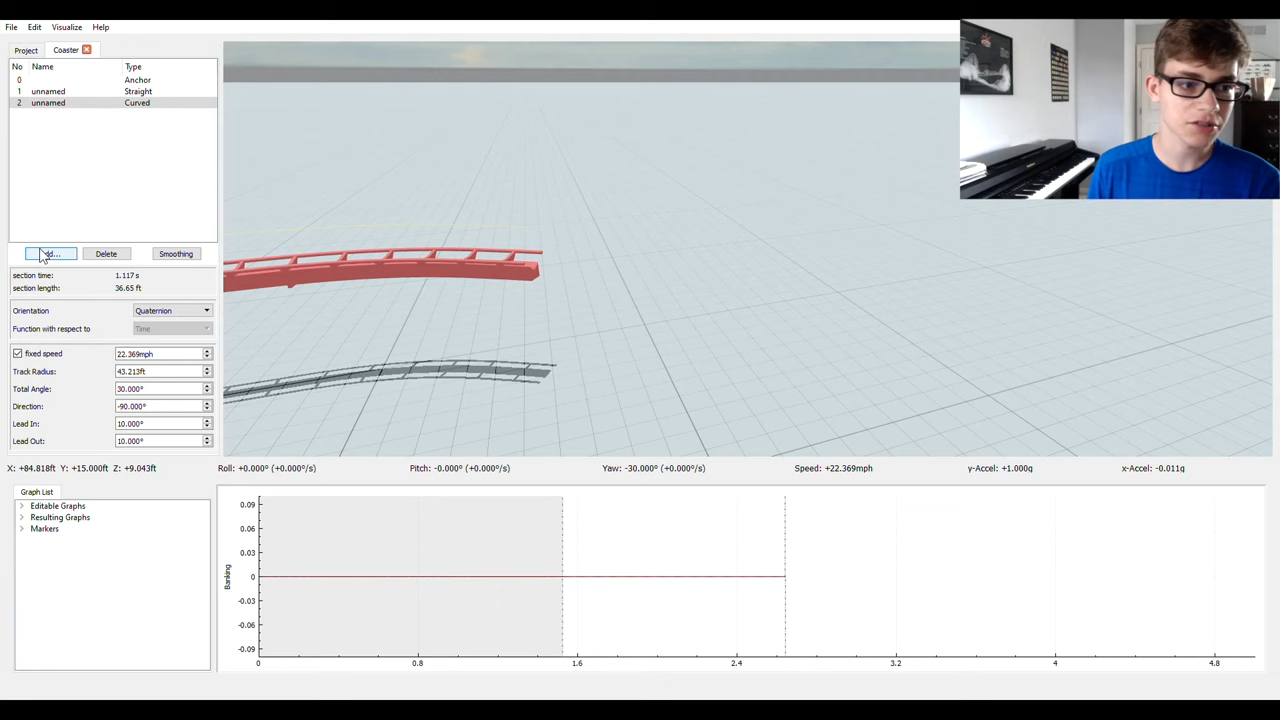 File Edit Visualize Help
Project Coaster
No Name Type
0 Anchor
1 unnamed Straight
2 unnamed Curved
Delete Smoothing
section time: 1.117 s
section length: 36.65 ft
Orientation Quaternion
Function with respect to Time
fixed speed 22.369mph
Track Radius: 43.213ft
Total Angle: 30.000°
Direction: -90.000°
Lead In: 10.000°
Lead Out: 10.000°
X: +84.818ft Y: +15.000ft Z: +9.043ft Roll: +0.000° (+0.000°/s) Pitch: -0.000° (+0.000°/s) Yaw: -30.000° (+0.000°/s) Speed: +22.369mph y-Accel: +1.000g x-Accel: -0.011g
Graph List
Editable Graphs
Resulting Graphs
Markers
Banking
0.09
0.06
0.03
0
-0.03
-0.06
-0.09
0 0.8 1.6 2.4 3.2 4 4.8